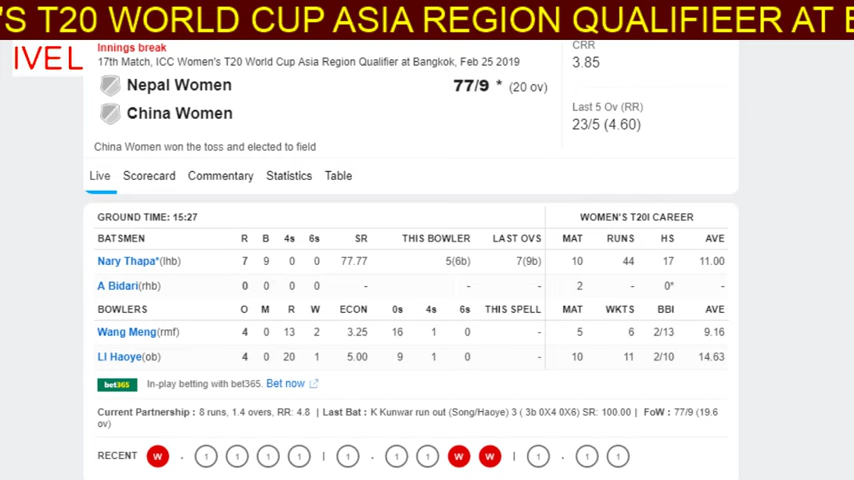 'S T20 WORLD CUP ASIA REGION QUALIFIEER AT
Innings break
17th Match, ICC Women's T20 World Cup Asia Region Qualifier at Bangkok, Feb 25 2019
Nepal Women 77/9 * (20 ov)
China Women
China Women won the toss and elected to field
CRR
3.85
Last 5 Ov (RR)
23/5 (4.60)
Live Scorecard Commentary Statistics Table
GROUND TIME: 15:27 WOMEN'S T20I CAREER
BATSMEN R B 4s 6s SR THIS BOWLER LAST OVS MAT RUNS HS AVE
Nary Thapa*(lhb) 7 9 0 0 77.77 5(6b) 7(9b) 10 44 17 11.00
A Bidari(rhb) 0 0 0 0 - - - 2 - 0* -
BOWLERS O M R W ECON 0s 4s 6s THIS SPELL MAT WKTS BBI AVE
Wang Meng(rmf) 4 0 13 2 3.25 16 1 0 - 5 6 2/13 9.16
LI Haoye(ob) 4 0 20 1 5.00 9 1 0 - 10 11 2/10 14.63
bet365 In-play betting with bet365. Bet now
Current Partnership : 8 runs, 1.4 overs, RR: 4.8 | Last Bat : K Kunwar run out (Song/Haoye) 3 ( 3b 0X4 0X6) SR: 100.00 | FoW : 77/9 (19.6
ov)
RECENT W . 1 1 1 1 | 1 . 1 1 W W | 1 . 1 1